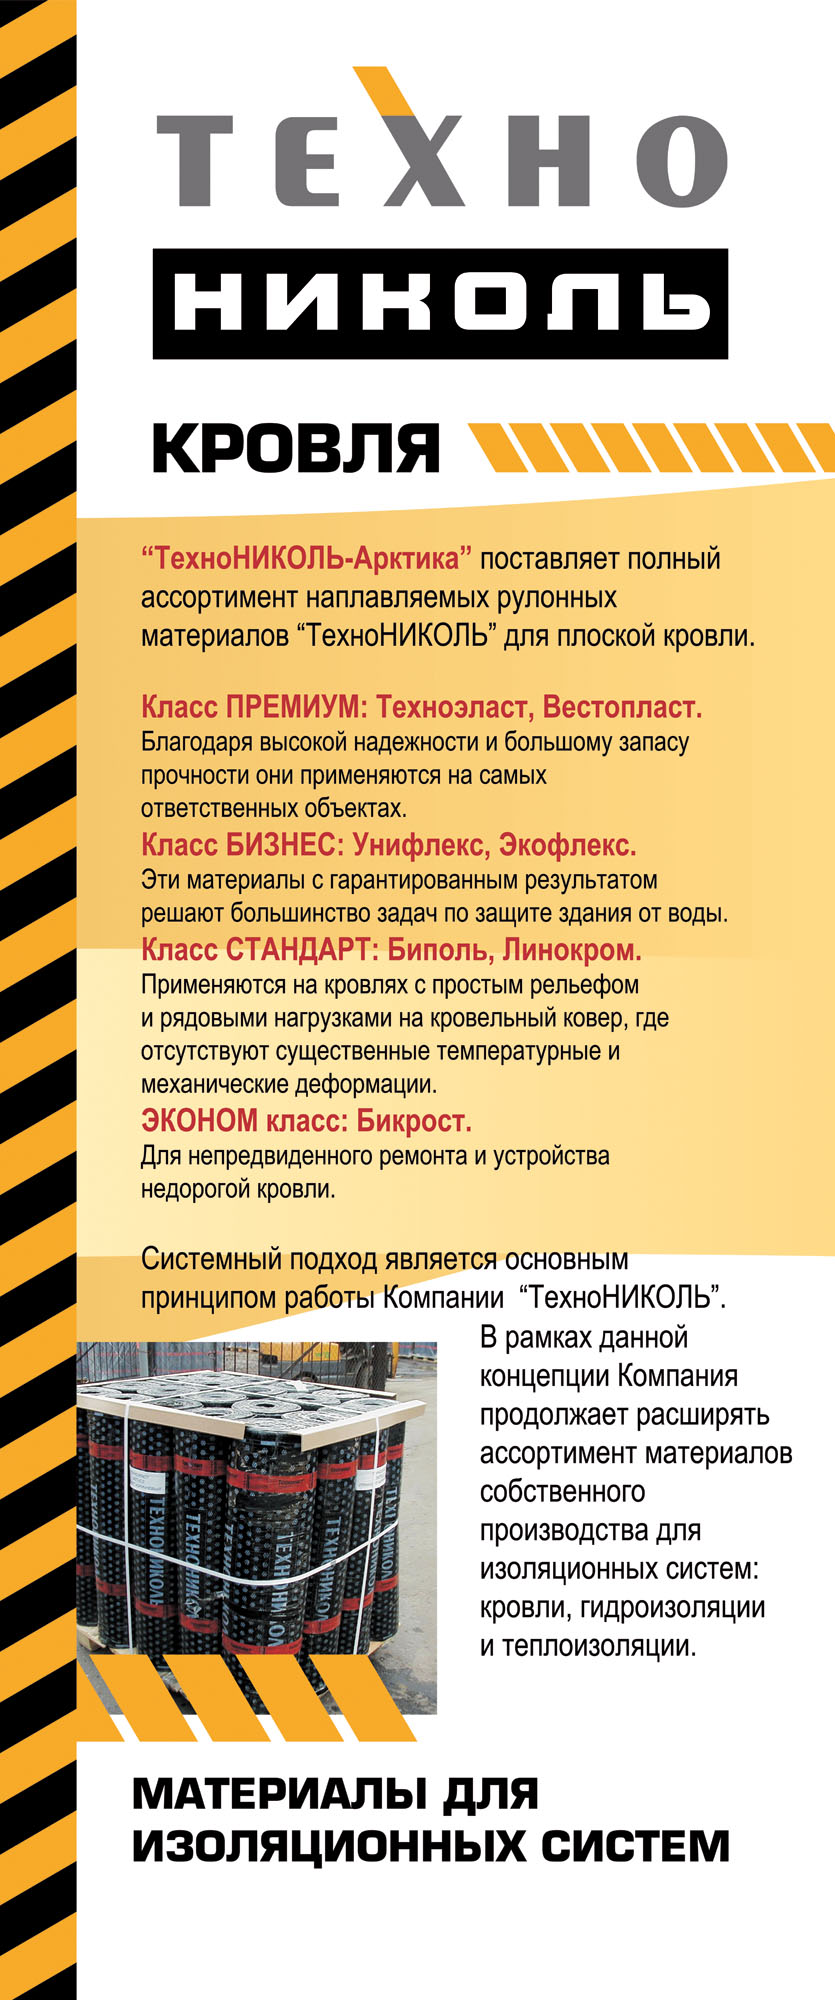 ТЕХНО
НИКОЛЬ
КРОВЛЯ
“ТехноНИКОЛЬ-Арктика” поставляет полный
ассортимент наплавляемых рулонных
материалов “ТехноНИКОЛЬ” для плоской кровли.
Класс ПРЕМИУМ: Техноэласт, Вестопласт.
Благодаря высокой надежности и большому запасу
прочности они применяются на самых
ответственных объектах.
Класс БИЗНЕС: Унифлекс, Экофлекс.
Эти материалы с гарантированным результатом
решают большинство задач по защите здания от воды.
Класс СТАНДАРТ: Биполь, Линокром.
Применяются на кровлях с простым рельефом
и рядовыми нагрузками на кровельный ковер, где
отсутствуют существенные температурные и
механические деформации.
ЭКОНОМ класс: Бикрост.
Для непредвиденного ремонта и устройства
недорогой кровли.
Системный подход является основным
принципом работы Компании “ТехноНИКОЛЬ”.
В рамках данной
концепции Компания
продолжает расширять
ассортимент материалов
собственного
производства для
изоляционных систем:
кровли, гидроизоляции
и теплоизоляции.
ТЕХНОНИКОЛ
ТЕХНОНИКОЛ
ТЕХНОНИКОЛ
МАТЕРИАЛЫ ДЛЯ
ИЗОЛЯЦИОННЫХ СИСТЕМ